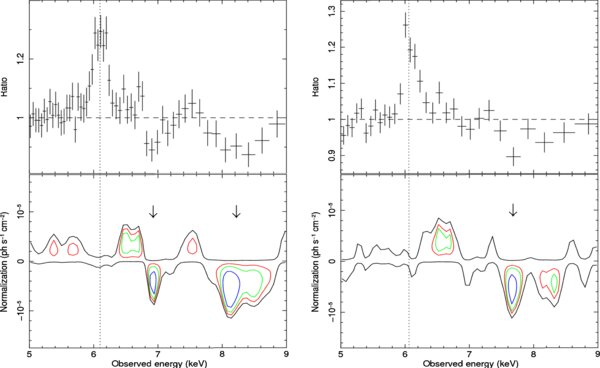 1.2
1
Ratio
1.3
1.2
1.1
1
0.9
Ratio
10⁻⁵
0
−10⁻⁵
Normalization (ph s⁻¹ cm⁻²)
5 6 7 8 9
Observed energy (keV)
10⁻⁵
0
−10⁻⁵
Normalization (ph s⁻¹ cm⁻²)
5 6 7 8 9
Observed energy (keV)